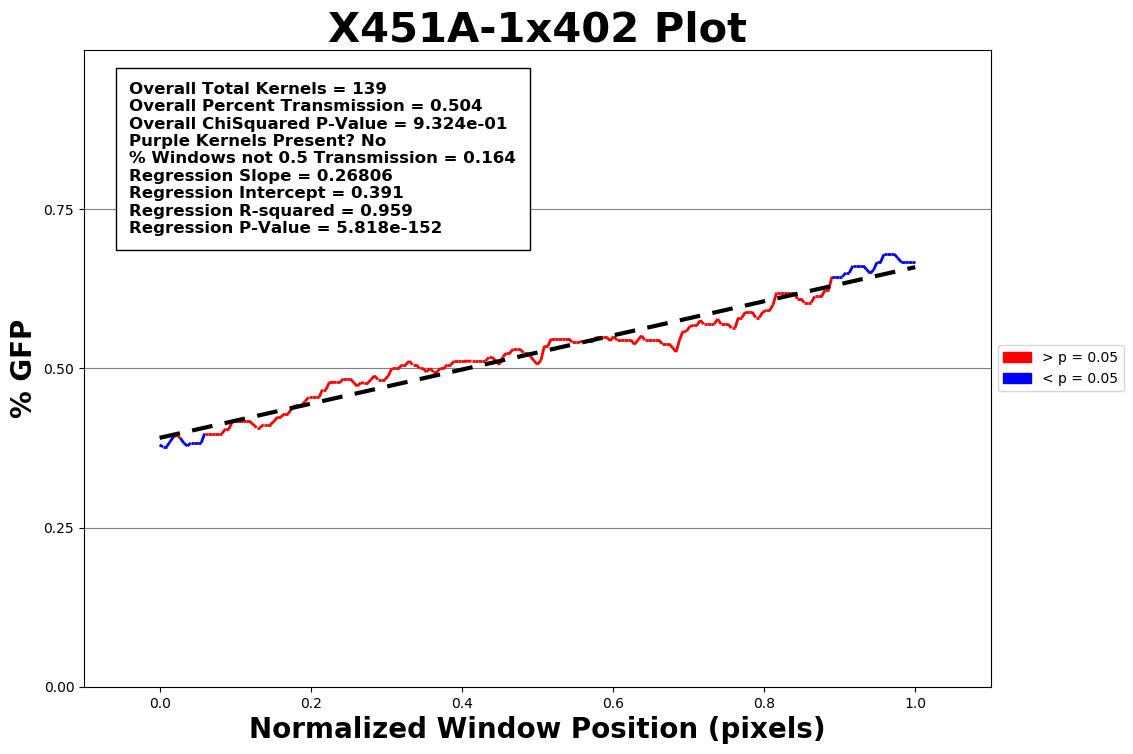 X451A-1x402 Plot
Overall Total Kernels = 139
Overall Percent Transmission = 0.504
Overall ChiSquared P-Value = 9.324e-01
Purple Kernels Present? No
% Windows not 0.5 Transmission = 0.164
Regression Slope = 0.26806
Regression Intercept = 0.391
Regression R-squared = 0.959
Regression P-Value = 5.818e-152
% GFP
0.75
0.50
0.25
0.00
0.0 0.2 0.4 0.6 0.8 1.0
Normalized Window Position (pixels)
> p = 0.05
< p = 0.05